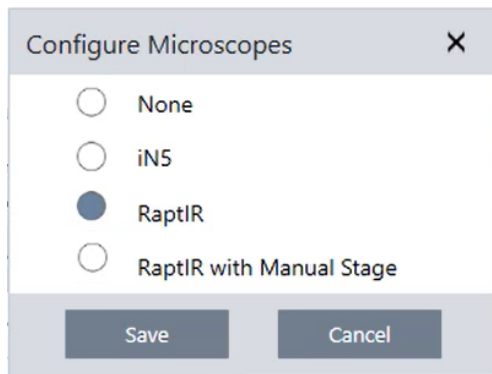 Configure Microscopes
None
iN5
RaptIR
RaptIR with Manual Stage
Save Cancel